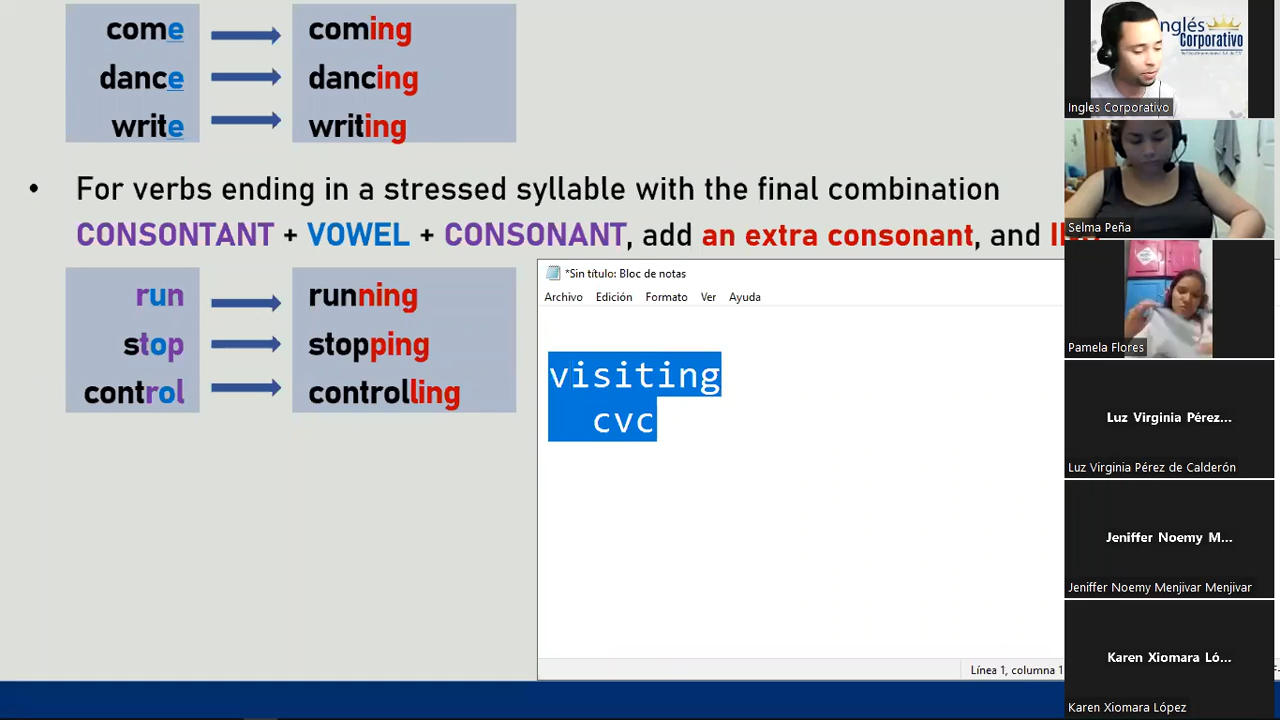 come coming
dance dancing
write writing
• For verbs ending in a stressed syllable with the final combination
CONSONTANT + VOWEL + CONSONANT, add an extra consonant, and
run running
stop stopping
control controlling
*Sin título: Bloc de notas
Archivo Edición Formato Ver Ayuda
visiting
cvc
Línea 1, columna 1
Inglés
Corporativo
Ingles Corporativo
Selma Peña
Pamela Flores
Luz Virginia Pérez...
Luz Virginia Pérez de Calderón
Jeniffer Noemy M...
Jeniffer Noemy Menjivar Menjivar
Karen Xiomara Ló...
Karen Xiomara López